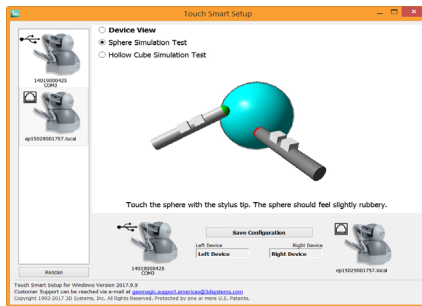 Touch Smart Setup
Device View
Sphere Simulation Test
Hollow Cube Simulation Test
14019000425
COM3
ep15029001757.local
Touch the sphere with the stylus tip. The sphere should feel slightly rubbery.
Save Configuration
Left Device
Right Device
Left Device
Right Device
14019000425
COM3
ep15029001757.local
Rescan
Touch Smart Setup for Windows Version 2017.9.5
Customer Support can be reached via e-mail at geomagic.support.americas@3dsystems.com
Copyright 1993-2017 3D Systems, Inc. All Rights Reserved. Protected by one or more U.S. Patents.